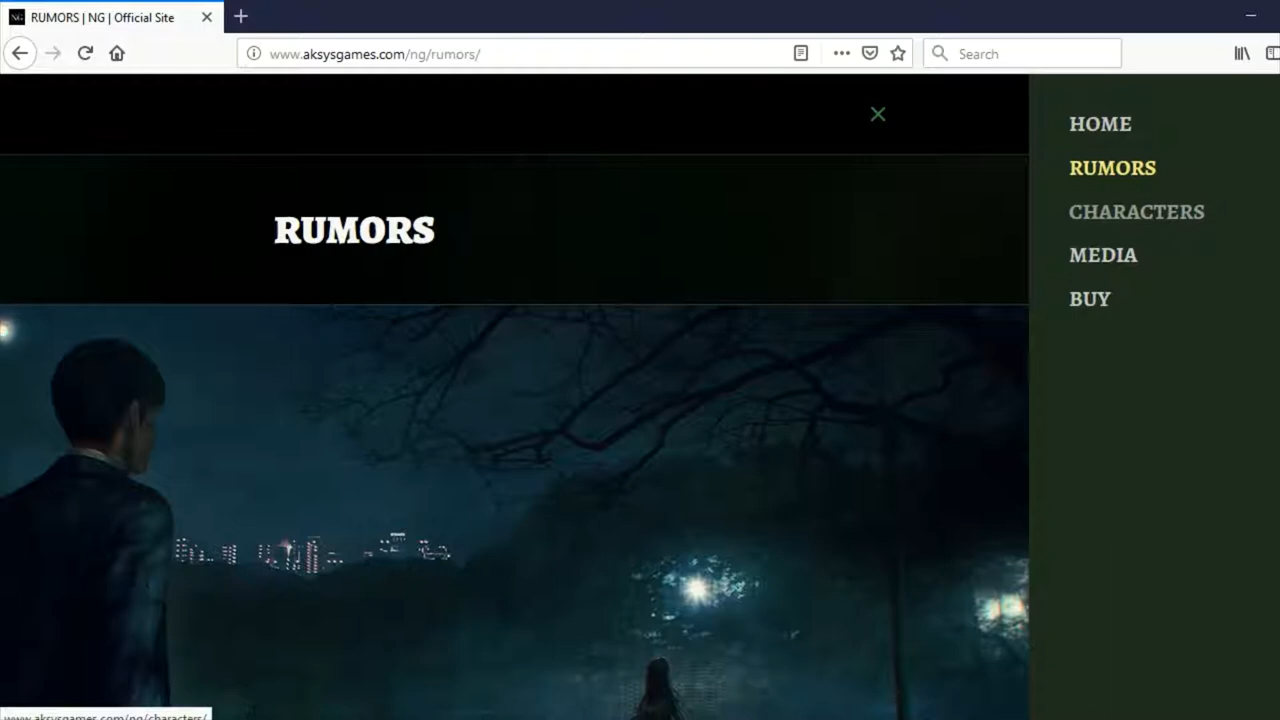 RUMORS | NG | Official Site
www.aksysgames.com/ng/rumors/
Search
HOME
RUMORS
CHARACTERS
MEDIA
BUY
RUMORS
www.aksysgames.com/ng/characters/